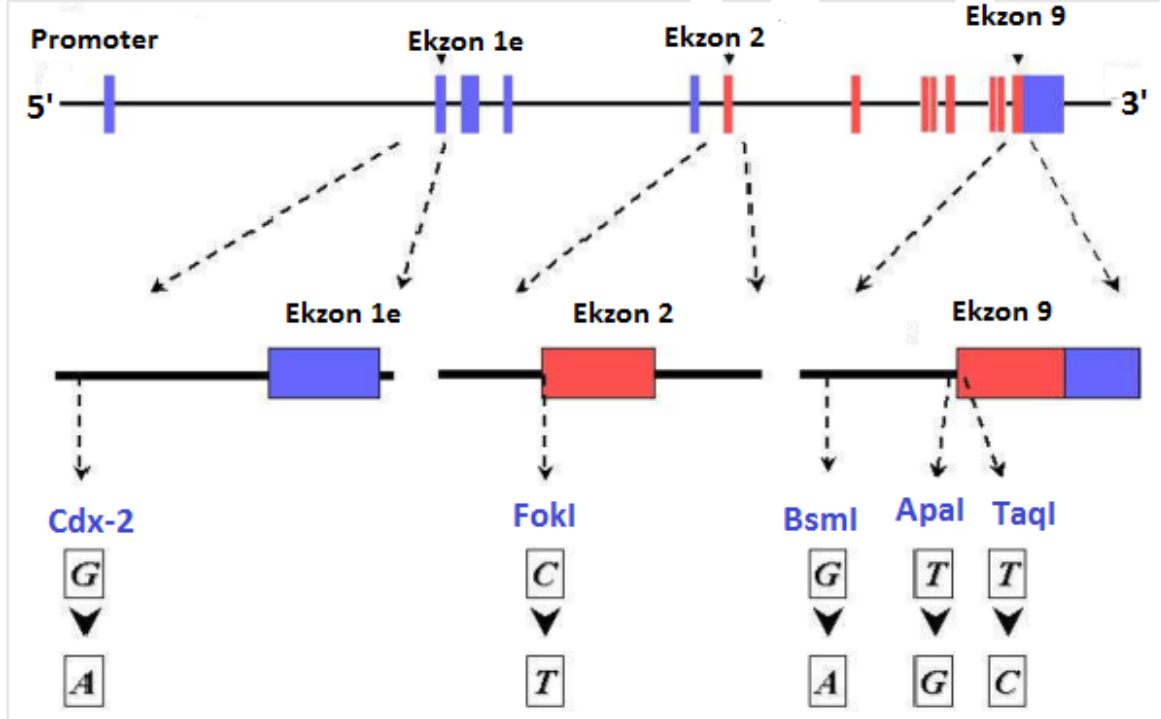 Promoter
Ekzon 1e
Ekzon 2
Ekzon 9
5'
3'
Ekzon 1e
Ekzon 2
Ekzon 9
Cdx-2
FokI
BsmI
ApaI
TaqI
G
C
G
T
T
A
T
A
G
C